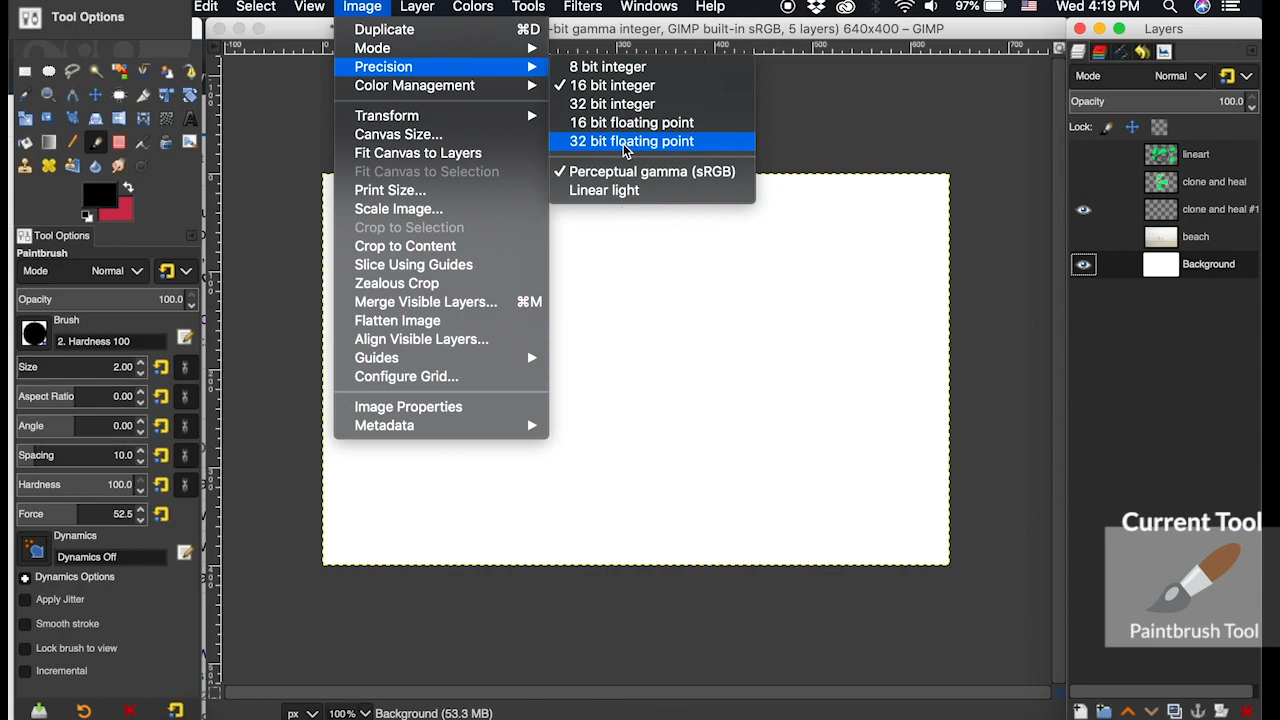 Edit Select View Image Layer Colors Tools Filters Windows Help 97% Wed 4:19 PM
Tool Options
-bit gamma integer, GIMP built-in sRGB, 5 layers) 640x400 – GIMP
Layers
Duplicate ⌘D
Mode
Precision
Color Management
Transform
Canvas Size...
Fit Canvas to Layers
Fit Canvas to Selection
Print Size...
Scale Image...
Crop to Selection
Crop to Content
Slice Using Guides
Zealous Crop
Merge Visible Layers... ⌘M
Flatten Image
Align Visible Layers...
Guides
Configure Grid...
Image Properties
Metadata
8 bit integer
✓ 16 bit integer
32 bit integer
16 bit floating point
32 bit floating point
✓ Perceptual gamma (sRGB)
Linear light
-100 0 300 400 500 600 700
Tool Options
Paintbrush
Mode Normal
Opacity 100.0
Brush
2. Hardness 100
Size 2.00
Aspect Ratio 0.00
Angle 0.00
Spacing 10.0
Hardness 100.0
Force 52.5
Dynamics
Dynamics Off
Dynamics Options
Apply Jitter
Smooth stroke
Lock brush to view
Incremental
px 100% Background (53.3 MB)
Mode Normal
Opacity 100.0
Lock:
lineart
clone and heal
clone and heal #1
beach
Background
Current Tool
Paintbrush Tool